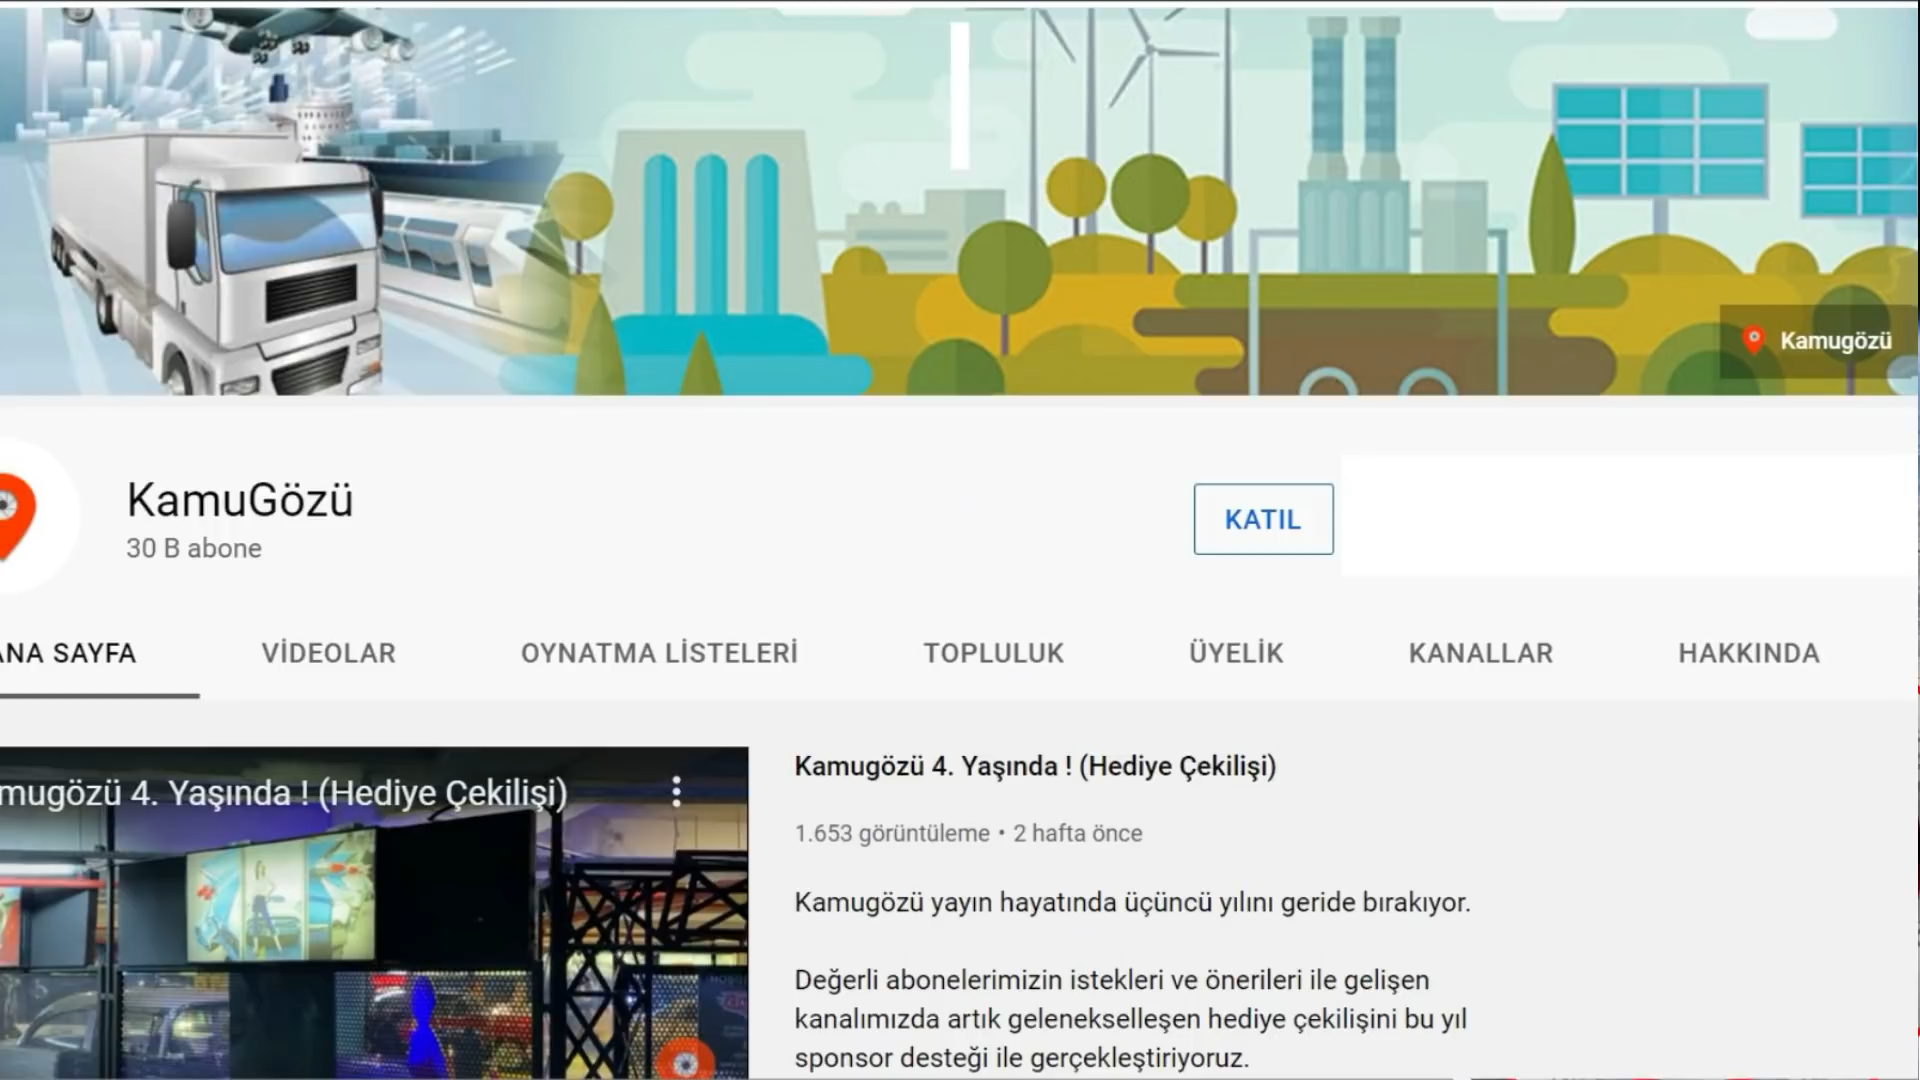 Kamugözü
KamuGözü
30 B abone
KATIL
ANA SAYFA
VİDEOLAR
OYNATMA LİSTELERİ
TOPLULUK
ÜYELİK
KANALLAR
HAKKINDA
mugözü 4. Yaşında ! (Hediye Çekilişi)
Kamugözü 4. Yaşında ! (Hediye Çekilişi)
1.653 görüntüleme • 2 hafta önce
Kamugözü yayın hayatında üçüncü yılını geride bırakıyor.
Değerli abonelerimizin istekleri ve önerileri ile gelişen
kanalımızda artık gelenekselleşen hediye çekilişini bu yıl
sponsor desteği ile gerçekleştiriyoruz.